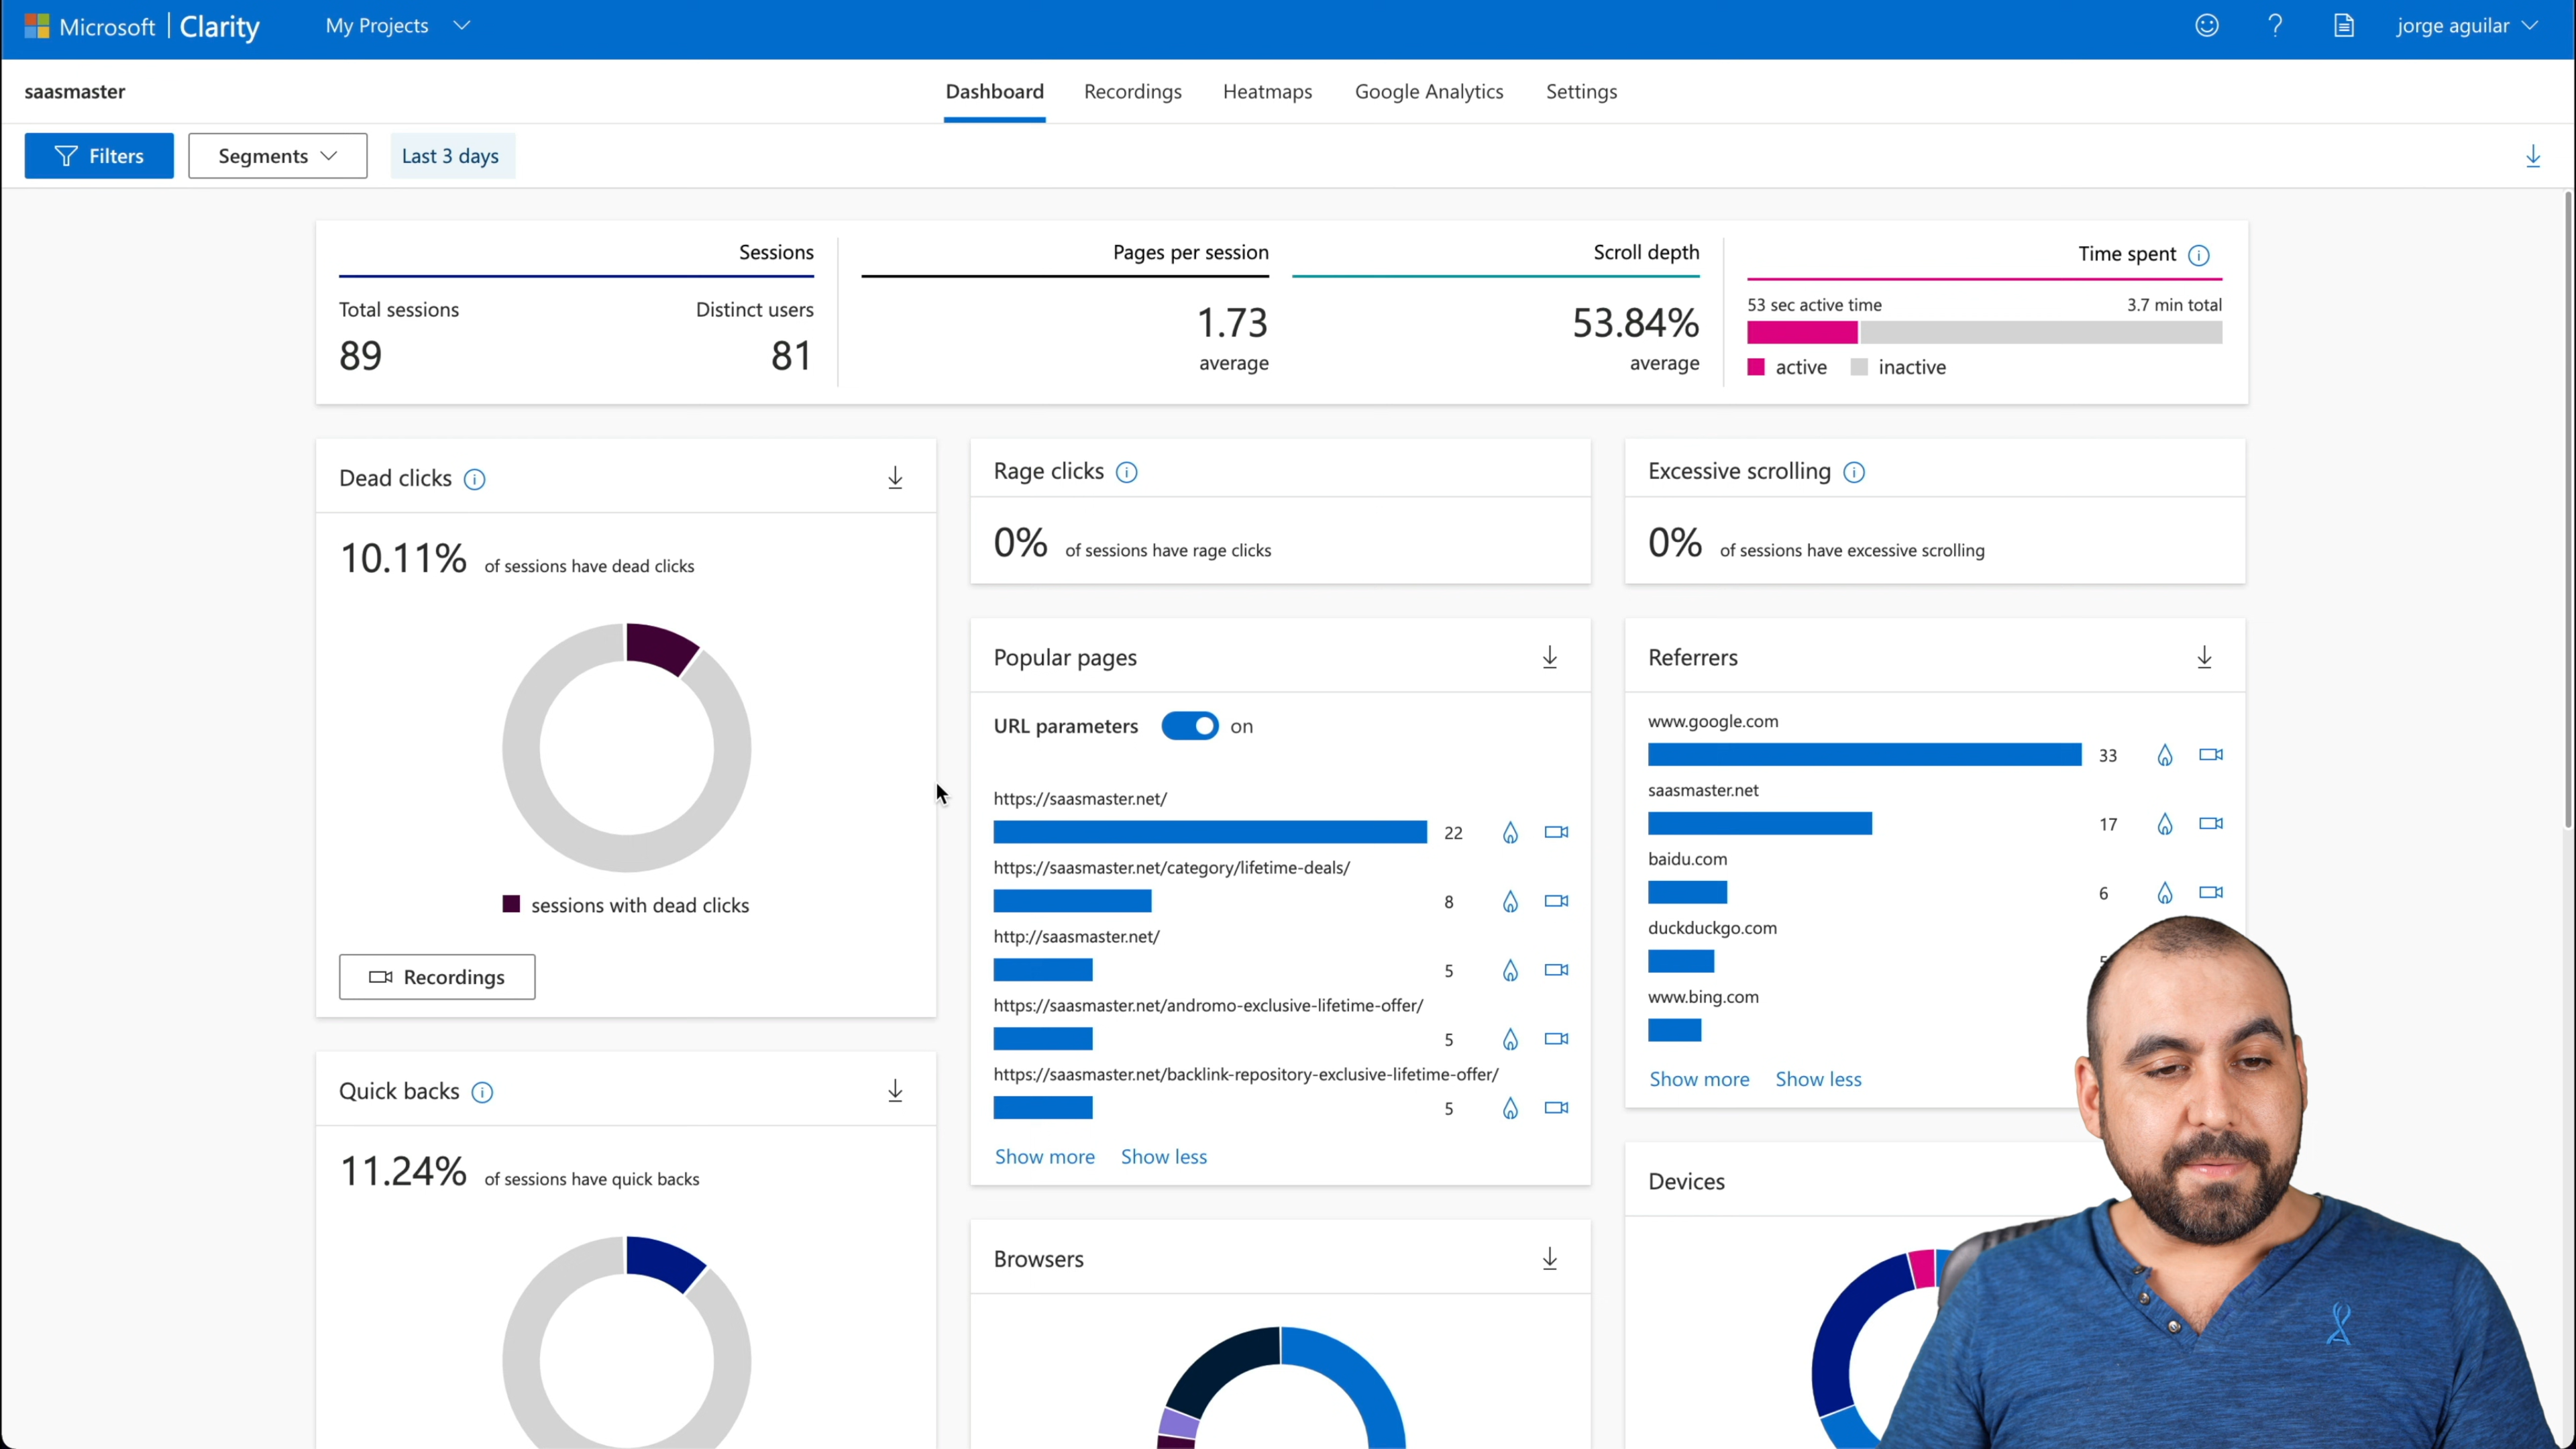 Microsoft | Clarity My Projects jorge aguilar
saasmaster Dashboard Recordings Heatmaps Google Analytics Settings
Filters Segments Last 3 days
Sessions
Total sessions Distinct users
89 81
Pages per session
1.73
average
Scroll depth
53.84%
average
Time spent
53 sec active time 3.7 min total
active inactive
Dead clicks
10.11% of sessions have dead clicks
sessions with dead clicks
Recordings
Quick backs
11.24% of sessions have quick backs
Rage clicks
0% of sessions have rage clicks
Popular pages
URL parameters on
https://saasmaster.net/
22
https://saasmaster.net/category/lifetime-deals/
8
http://saasmaster.net/
5
https://saasmaster.net/andromo-exclusive-lifetime-offer/
5
https://saasmaster.net/backlink-repository-exclusive-lifetime-offer/
5
Show more Show less
Browsers
Excessive scrolling
0% of sessions have excessive scrolling
Referrers
www.google.com
33
saasmaster.net
17
baidu.com
6
duckduckgo.com
www.bing.com
Show more Show less
Devices